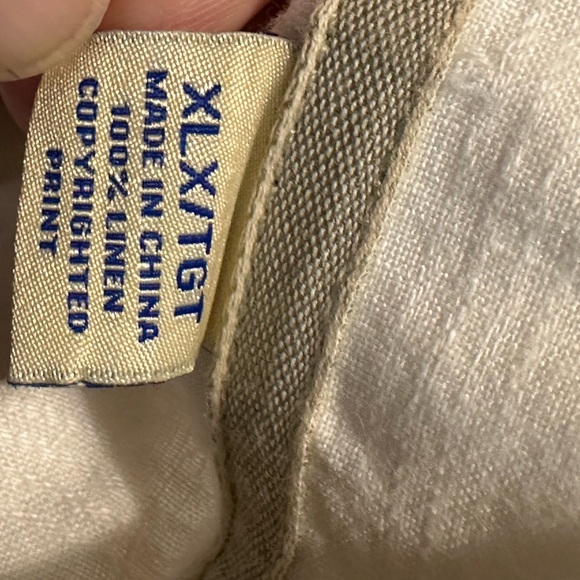 XLX/TGT
MADE IN CHINA
100% LINEN
COPYRIGHTED
PRINT